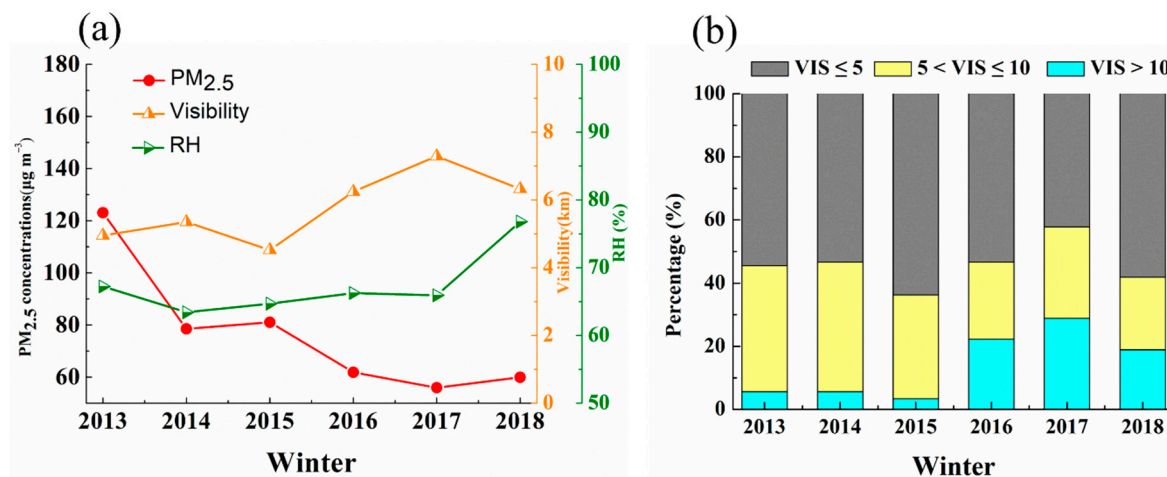 (a)
PM2.5 concentrations(μg m−3)
180
160
140
120
100
80
60
PM2.5
Visibility
RH
10
8
6
4
2
0
Visibility(km)
100
90
80
70
60
50
RH (%)
2013 2014 2015 2016 2017 2018
Winter
(b)
VIS ≤ 5 5 < VIS ≤ 10 VIS > 10
Percentage (%)
100
80
60
40
20
0
2013 2014 2015 2016 2017 2018
Winter